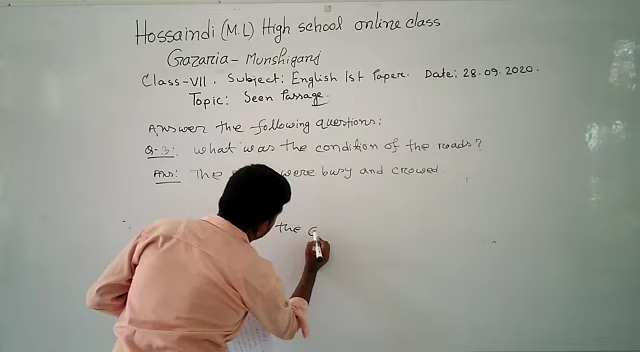 Hossaindi (M.L) High school online class
Gazaria - Munshiganj
Class-VII. Subject: English 1st Paper. Date: 28.09.2020.
Topic: Seen Passage.
Answer the following questions:
Q-3: What was the condition of the roads?
Ans: The were busy and crowed.
the